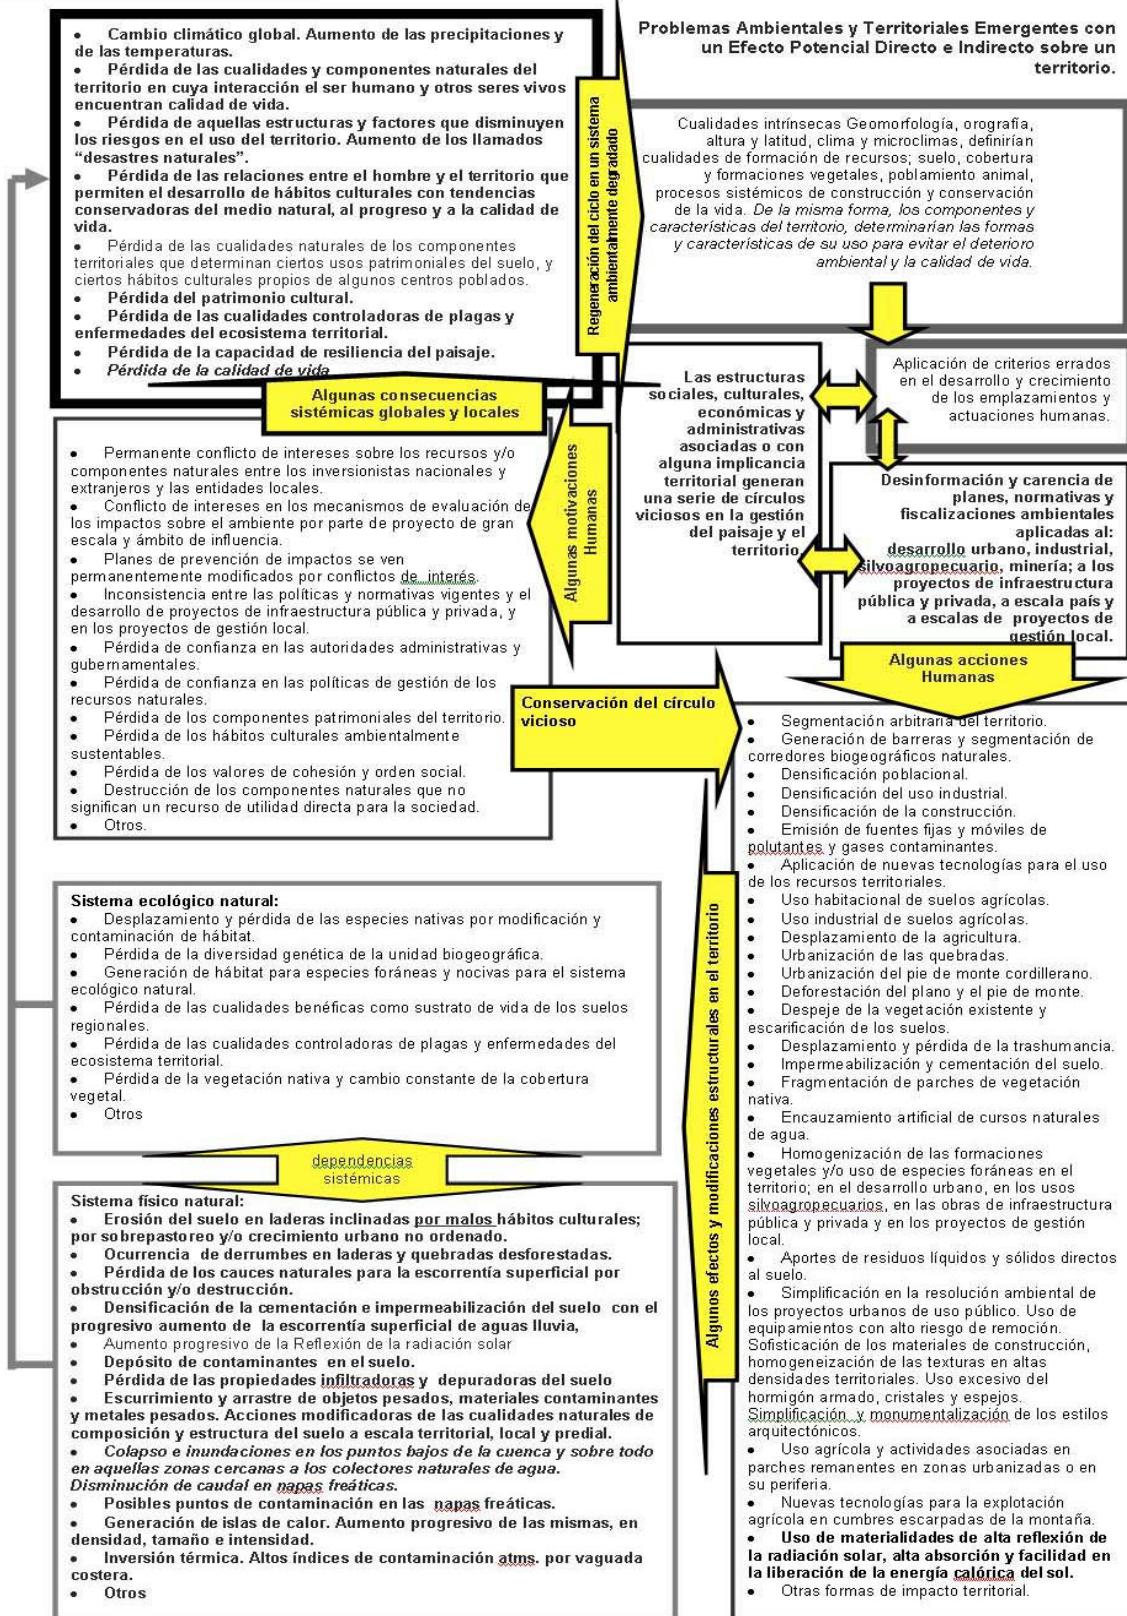 Problemas Ambientales y Territoriales Emergentes con
un Efecto Potencial Directo e Indirecto sobre un
territorio.
• Cambio climático global. Aumento de las precipitaciones y
de las temperaturas.
• Pérdida de las cualidades y componentes naturales del
territorio en cuya interacción el ser humano y otros seres vivos
encuentran calidad de vida.
• Pérdida de aquellas estructuras y factores que disminuyen
los riesgos en el uso del territorio. Aumento de los llamados
“desastres naturales”.
• Pérdida de las relaciones entre el hombre y el territorio que
permiten el desarrollo de hábitos culturales con tendencias
conservadoras del medio natural, al progreso y a la calidad de
vida.
• Pérdida de las cualidades naturales de los componentes
territoriales que determinan ciertos usos patrimoniales del suelo, y
ciertos hábitos culturales propios de algunos centros poblados.
• Pérdida del patrimonio cultural.
• Pérdida de las cualidades controladoras de plagas y
enfermedades del ecosistema territorial.
• Pérdida de la capacidad de resiliencia del paisaje.
• Pérdida de la calidad de vida
Regeneración del ciclo en un sistema
ambientalmente degradado
Cualidades intrínsecas Geomorfología, orografía,
altura y latitud, clima y microclimas, definirían
cualidades de formación de recursos; suelo, cobertura
y formaciones vegetales, poblamiento animal,
procesos sistémicos de construcción y conservación
de la vida. De la misma forma, los componentes y
características del territorio, determinarían las formas
y características de su uso para evitar el deterioro
ambiental y la calidad de vida.
Aplicación de criterios errados
en el desarrollo y crecimiento
de los emplazamientos y
actuaciones humanas.
Las estructuras
sociales, culturales,
económicas y
administrativas
asociadas o con
alguna implicancia
territorial generan
una serie de círculos
viciosos en la gestión
del paisaje y el
territorio.
Desinformación y carencia de
planes, normativas y
fiscalizaciones ambientales
aplicadas al:
desarrollo urbano, industrial,
silvoagropecuario, minería; a los
proyectos de infraestructura
pública y privada, a escala país y
a escalas de proyectos de
gestión local.
Algunas consecuencias
sistémicas globales y locales
Algunas motivaciones
Humanas
• Permanente conflicto de intereses sobre los recursos y/o
componentes naturales entre los inversionistas nacionales y
extranjeros y las entidades locales.
• Conflicto de intereses en los mecanismos de evaluación de
los impactos sobre el ambiente por parte de proyecto de gran
escala y ámbito de influencia.
• Planes de prevención de impactos se ven
permanentemente modificados por conflictos de interés.
• Inconsistencia entre las políticas y normativas vigentes y el
desarrollo de proyectos de infraestructura pública y privada, y
en los proyectos de gestión local.
• Pérdida de confianza en las autoridades administrativas y
gubernamentales.
• Pérdida de confianza en las políticas de gestión de los
recursos naturales.
• Pérdida de los componentes patrimoniales del territorio.
• Pérdida de los hábitos culturales ambientalmente
sustentables.
• Pérdida de los valores de cohesión y orden social.
• Destrucción de los componentes naturales que no
significan un recurso de utilidad directa para la sociedad.
• Otros.
Conservación del círculo
vicioso
Algunas acciones
Humanas
• Segmentación arbitraria del territorio.
• Generación de barreras y segmentación de
corredores biogeográficos naturales.
• Densificación poblacional.
• Densificación del uso industrial.
• Densificación de la construcción.
• Emisión de fuentes fijas y móviles de
polutantes y gases contaminantes.
• Aplicación de nuevas tecnologías para el uso
de los recursos territoriales.
• Uso habitacional de suelos agrícolas.
• Uso industrial de suelos agrícolas.
• Desplazamiento de la agricultura.
• Urbanización de las quebradas.
• Urbanización del pie de monte cordillerano.
• Deforestación del plano y el pie de monte.
• Despeje de la vegetación existente y
escarificación de los suelos.
• Desplazamiento y pérdida de la trashumancia.
• Impermeabilización y cementación del suelo.
• Fragmentación de parches de vegetación
nativa.
• Encauzamiento artificial de cursos naturales
de agua.
• Homogenización de las formaciones
vegetales y/o uso de especies foráneas en el
territorio; en el desarrollo urbano, en los usos
silvoagropecuarios, en las obras de infraestructura
pública y privada y en los proyectos de gestión
local.
• Aportes de residuos líquidos y sólidos directos
al suelo.
• Simplificación en la resolución ambiental de
los proyectos urbanos de uso público. Uso de
equipamientos con alto riesgo de remoción.
Sofisticación de los materiales de construcción,
homogeneización de las texturas en altas
densidades territoriales. Uso excesivo del
hormigón armado, cristales y espejos.
Simplificación y monumentalización de los estilos
arquitectónicos.
• Uso agrícola y actividades asociadas en
parches remanentes en zonas urbanizadas o en
su periferia.
• Nuevas tecnologías para la explotación
agrícola en cumbres escarpadas de la montaña.
• Uso de materialidades de alta reflexión de
la radiación solar, alta absorción y facilidad en
la liberación de la energía calórica del sol.
• Otras formas de impacto territorial.
Algunos efectos y modificaciones estructurales en el territorio
Sistema ecológico natural:
• Desplazamiento y pérdida de las especies nativas por modificación y
contaminación de hábitat.
• Pérdida de la diversidad genética de la unidad biogeográfica.
• Generación de hábitat para especies foráneas y nocivas para el sistema
ecológico natural.
• Pérdida de las cualidades benéficas como sustrato de vida de los suelos
regionales.
• Pérdida de las cualidades controladoras de plagas y enfermedades del
ecosistema territorial.
• Pérdida de la vegetación nativa y cambio constante de la cobertura
vegetal.
• Otros
dependencias
sistémicas
Sistema físico natural:
• Erosión del suelo en laderas inclinadas por malos hábitos culturales;
por sobrepastoreo y/o crecimiento urbano no ordenado.
• Ocurrencia de derrumbes en laderas y quebradas desforestadas.
• Pérdida de los cauces naturales para la escorrentía superficial por
obstrucción y/o destrucción.
• Densificación de la cementación e impermeabilización del suelo con el
progresivo aumento de la escorrentía superficial de aguas lluvia,
• Aumento progresivo de la Reflexión de la radiación solar
• Depósito de contaminantes en el suelo.
• Pérdida de las propiedades infiltradoras y depuradoras del suelo
• Escurrimiento y arrastre de objetos pesados, materiales contaminantes
y metales pesados. Acciones modificadoras de las cualidades naturales de
composición y estructura del suelo a escala territorial, local y predial.
• Colapso e inundaciones en los puntos bajos de la cuenca y sobre todo
en aquellas zonas cercanas a los colectores naturales de agua.
Disminución de caudal en napas freáticas.
• Posibles puntos de contaminación en las napas freáticas.
• Generación de islas de calor. Aumento progresivo de las mismas, en
densidad, tamaño e intensidad.
• Inversión térmica. Altos índices de contaminación atms. por vaguada
costera.
• Otros